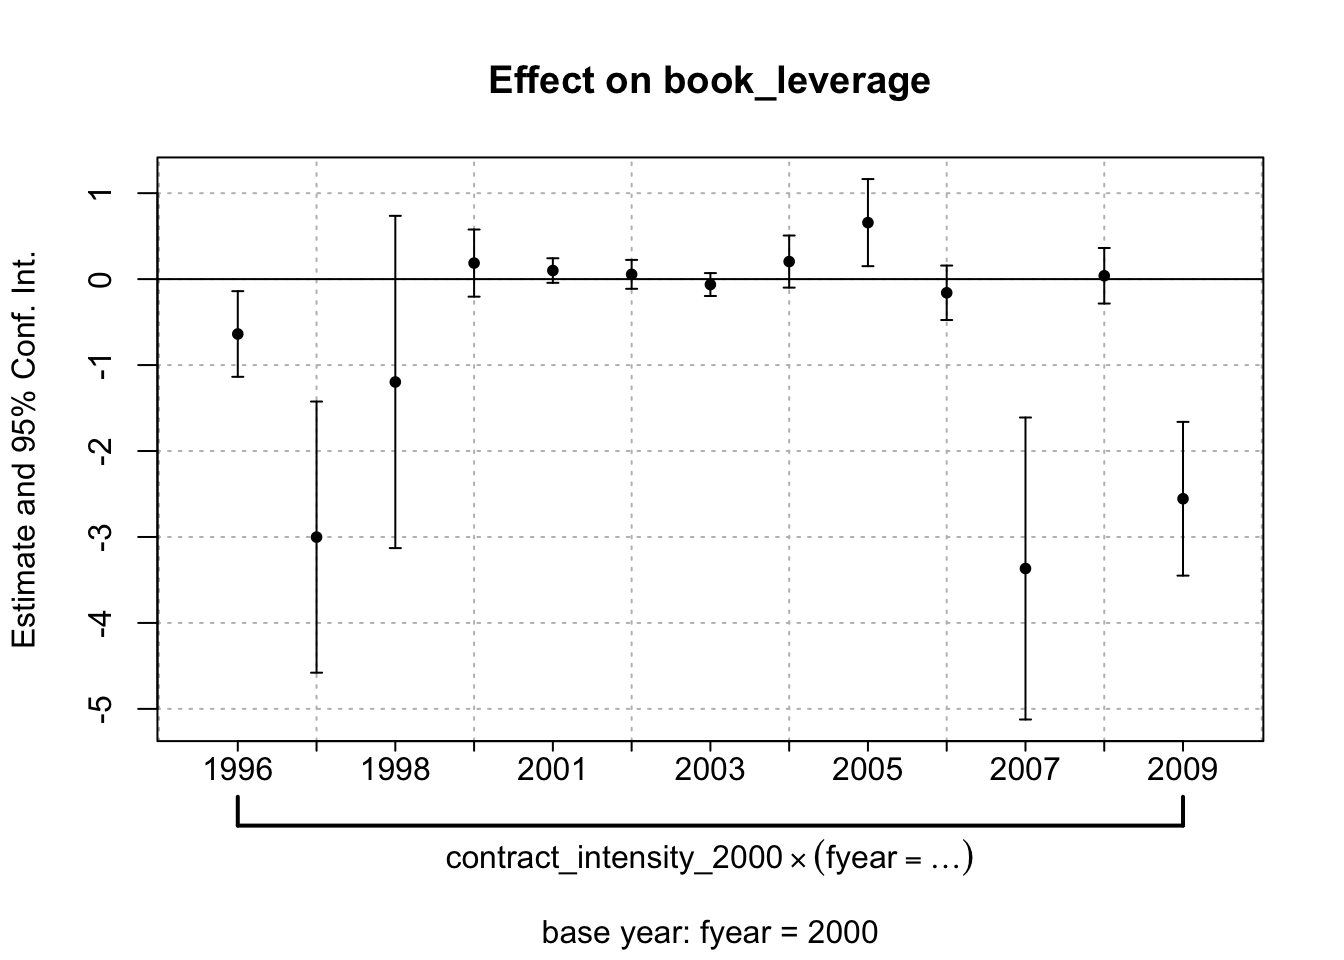 Effect on book_leverage
Estimate and 95% Conf. Int.
1
0
-1
-2
-3
-4
-5
1996 1998 2001 2003 2005 2007 2009
contract_intensity_2000 × (fyear = …)
base year: fyear = 2000